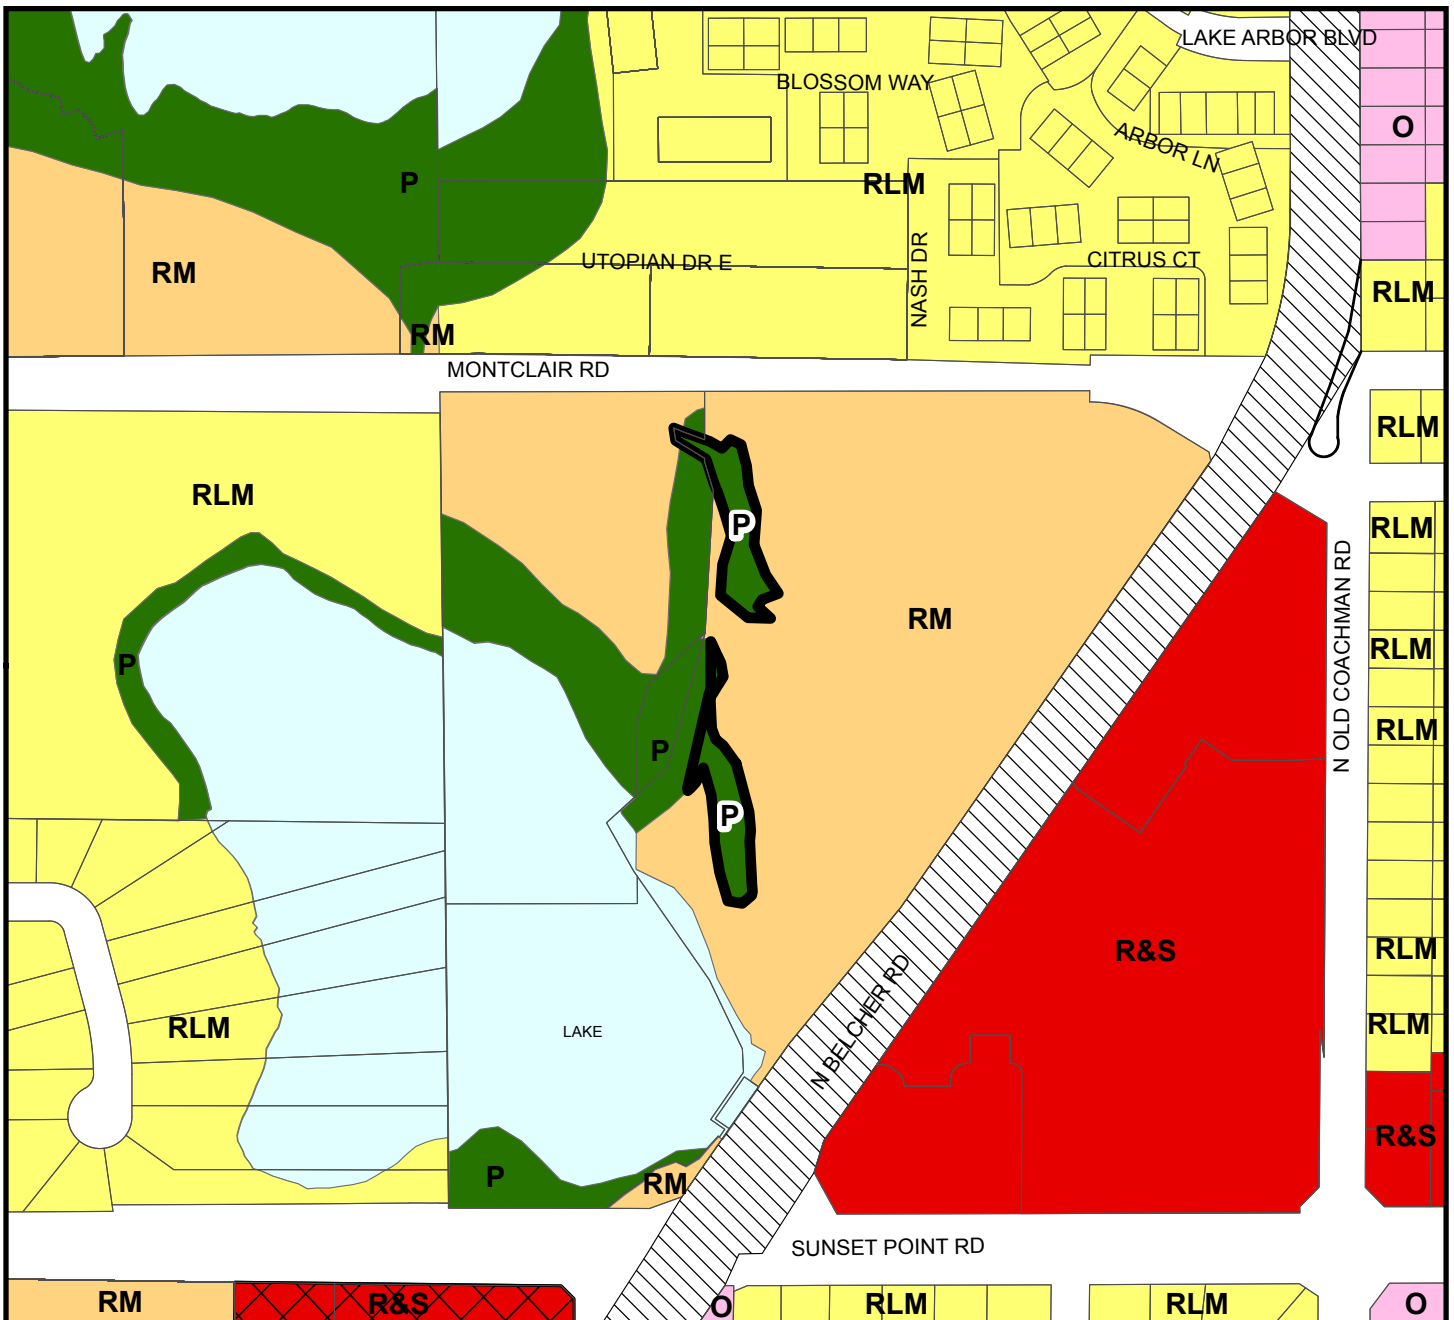 LAKE ARBOR BLVD
BLOSSOM WAY
O
ARBOR LN
P
RLM
NASH DR
UTOPIAN DR E
CITRUS CT
RM
RLM
RM
MONTCLAIR RD
RLM
RLM
P
RLM
N OLD COACHMAN RD
RM
RLM
P
RLM
P
P
R&S
RLM
N BELCHER RD
RLM
RLM
LAKE
R&S
P
RM
SUNSET POINT RD
RM
R&S
O
RLM
RLM
O